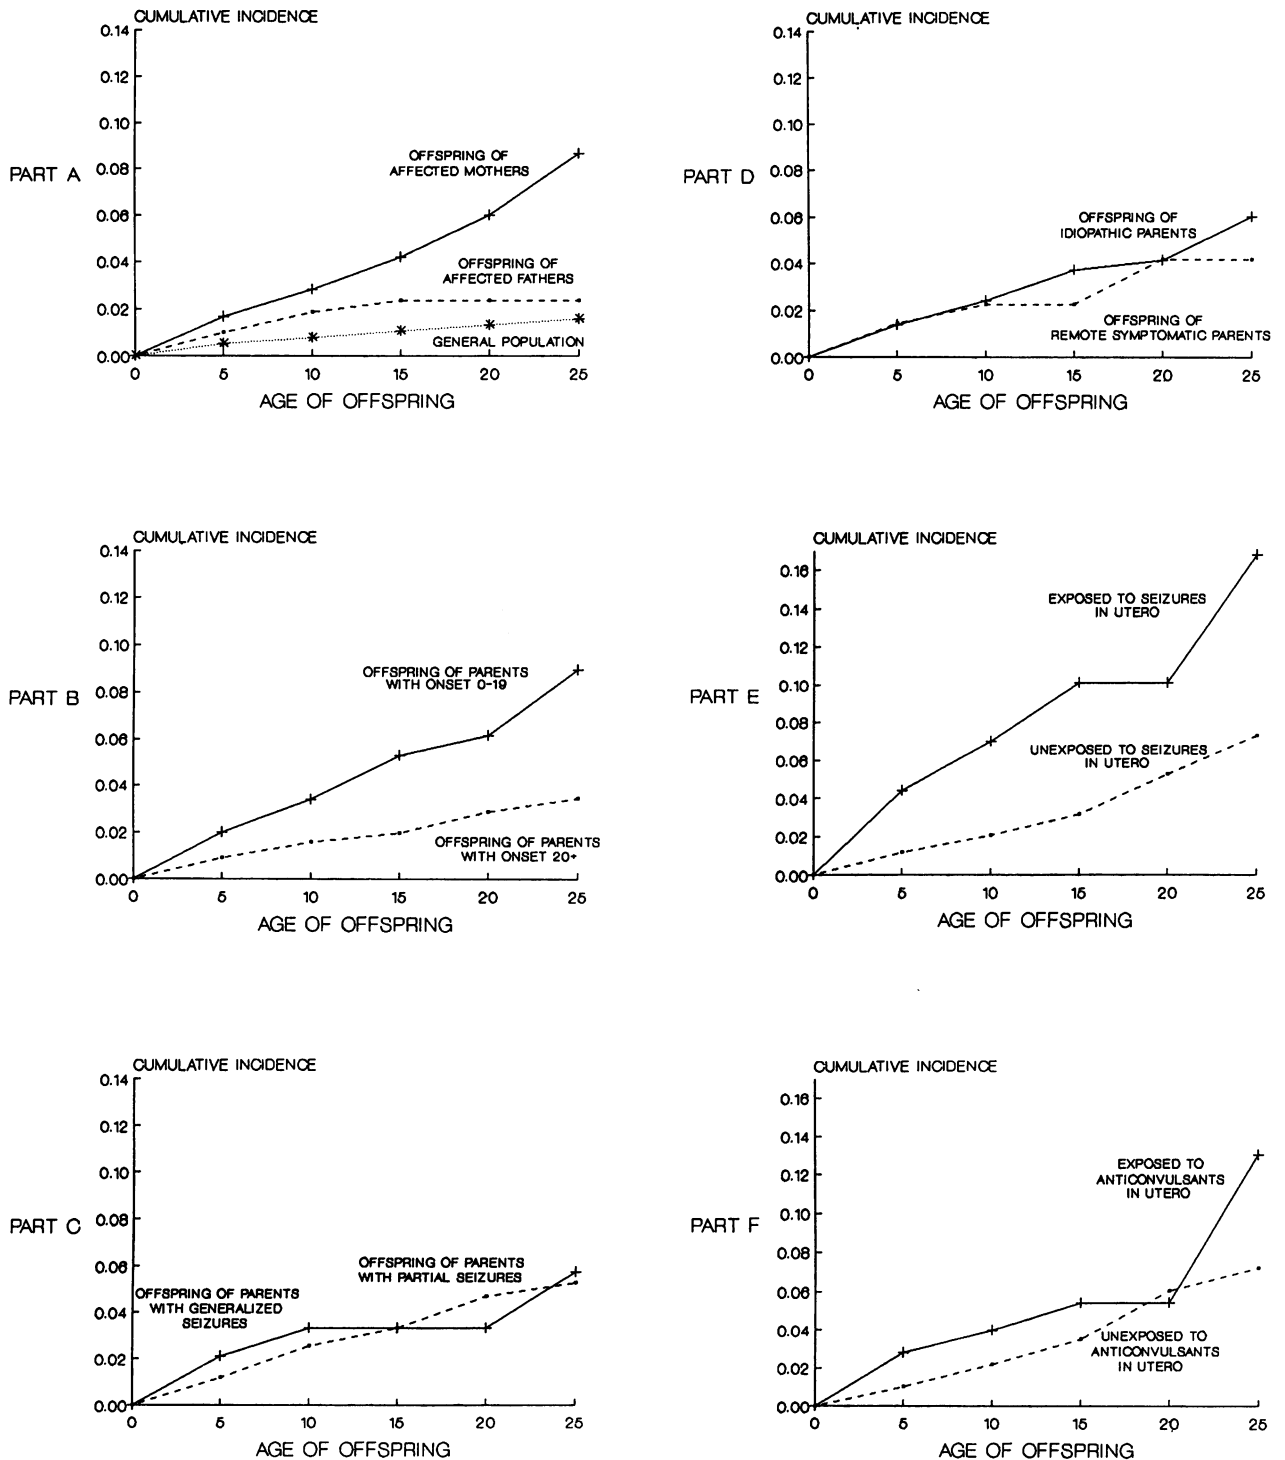 CUMULATIVE INCIDENCE
0.14
0.12
0.10
0.08
0.06
0.04
0.02
0.00
PART A
OFFSPRING OF
AFFECTED MOTHERS
OFFSPRING OF
AFFECTED FATHERS
GENERAL POPULATION
0 5 10 15 20 25
AGE OF OFFSPRING
CUMULATIVE INCIDENCE
0.14
0.12
0.10
0.08
0.06
0.04
0.02
0.00
PART D
OFFSPRING OF
IDIOPATHIC PARENTS
OFFSPRING OF
REMOTE SYMPTOMATIC PARENTS
0 5 10 15 20 25
AGE OF OFFSPRING
CUMULATIVE INCIDENCE
0.14
0.12
0.10
0.08
0.06
0.04
0.02
0.00
PART B
OFFSPRING OF PARENTS
WITH ONSET 0-19
OFFSPRING OF PARENTS
WITH ONSET 20+
0 5 10 15 20 25
AGE OF OFFSPRING
CUMULATIVE INCIDENCE
0.16
0.14
0.12
0.10
0.08
0.06
0.04
0.02
0.00
PART E
EXPOSED TO SEIZURES
IN UTERO
UNEXPOSED TO SEIZURES
IN UTERO
0 5 10 15 20 25
AGE OF OFFSPRING
CUMULATIVE INCIDENCE
0.14
0.12
0.10
0.08
0.06
0.04
0.02
0.00
PART C
OFFSPRING OF PARENTS
WITH PARTIAL SEIZURES
OFFSPRING OF PARENTS
WITH GENERALIZED
SEIZURES
0 5 10 15 20 25
AGE OF OFFSPRING
CUMULATIVE INCIDENCE
0.16
0.14
0.12
0.10
0.08
0.06
0.04
0.02
0.00
PART F
EXPOSED TO
ANTICONVULSANTS
IN UTERO
UNEXPOSED TO
ANTICONVULSANTS
IN UTERO
0 5 10 15 20 25
AGE OF OFFSPRING